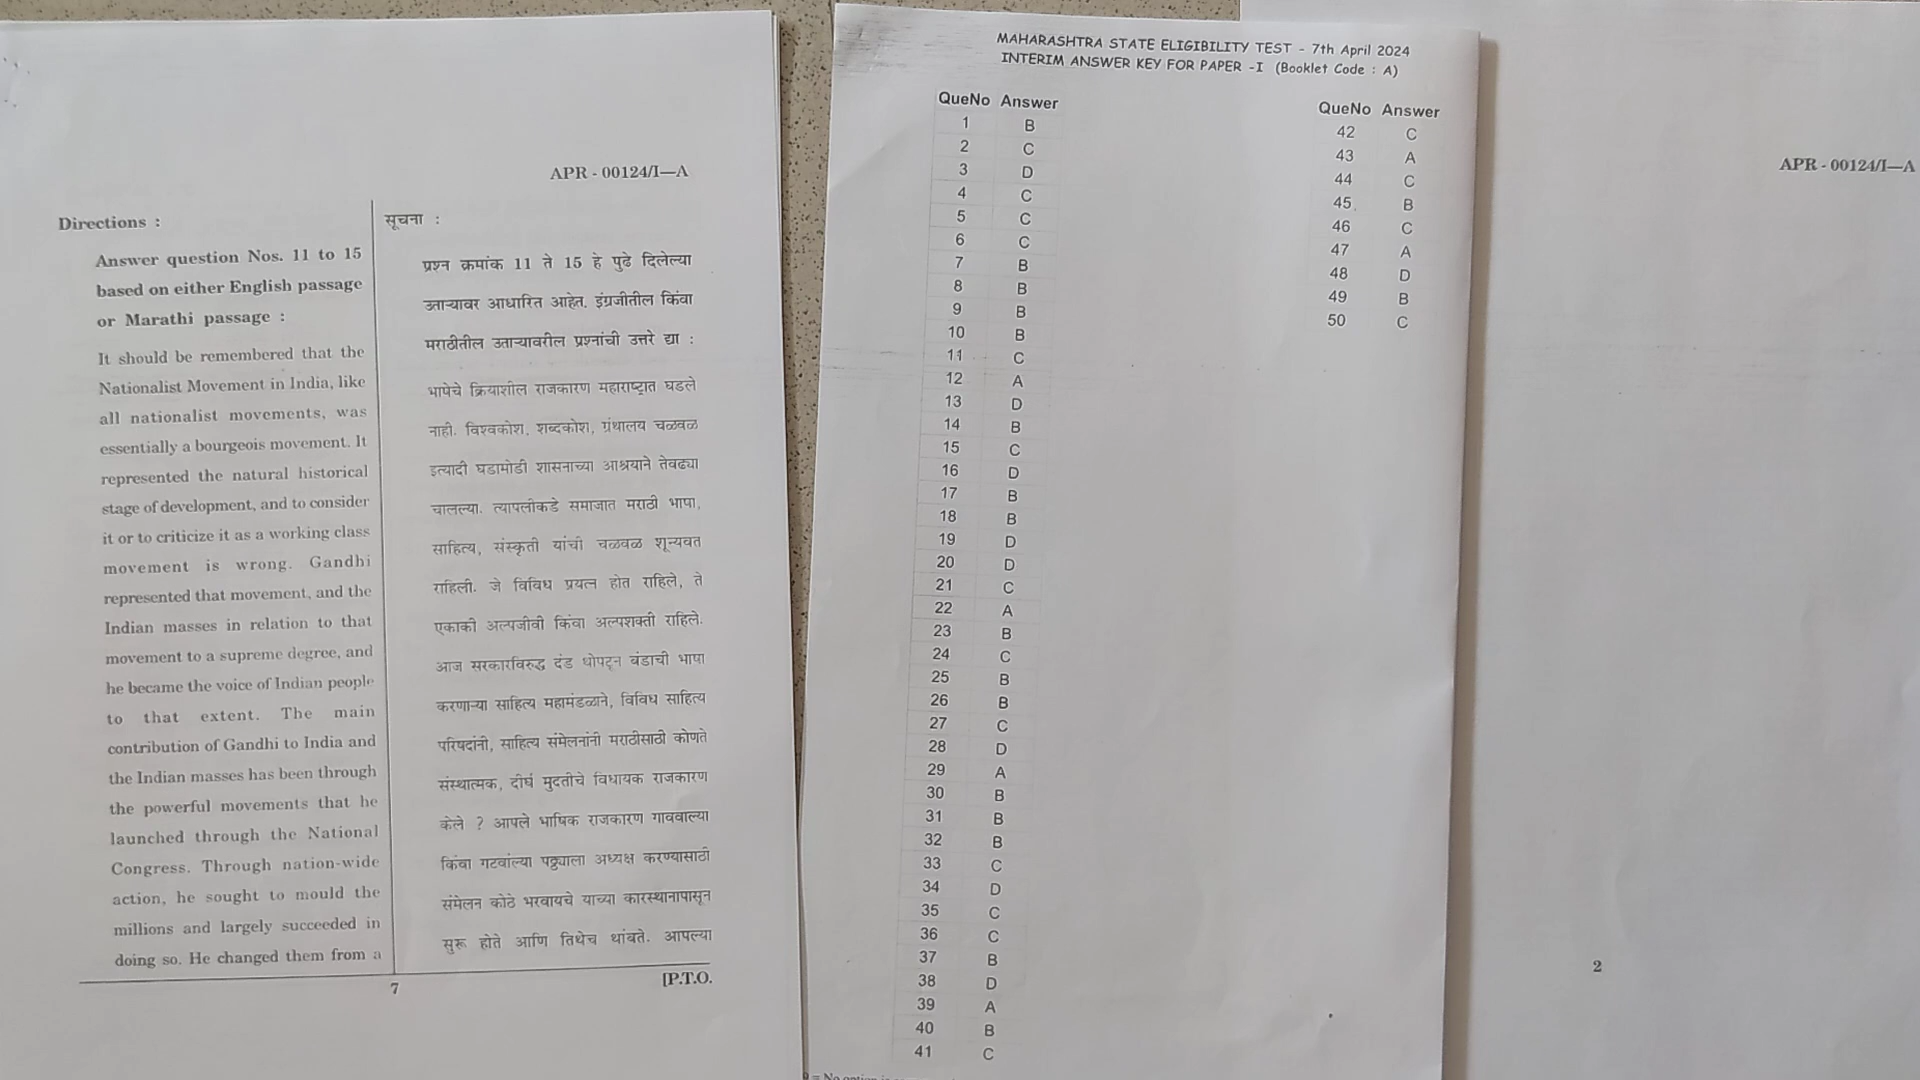 APR - 00124/I—A
Directions :
Answer question Nos. 11 to 15
based on either English passage
or Marathi passage :
It should be remembered that the
Nationalist Movement in India, like
all nationalist movements, was
essentially a bourgeois movement. It
represented the natural historical
stage of development, and to consider
it or to criticize it as a working class
movement is wrong. Gandhi
represented that movement, and the
Indian masses in relation to that
movement to a supreme degree, and
he became the voice of Indian people
to that extent. The main
contribution of Gandhi to India and
the Indian masses has been through
the powerful movements that he
launched through the National
Congress. Through nation-wide
action, he sought to mould the
millions and largely succeeded in
doing so. He changed them from a
सूचना :
प्रश्न क्रमांक 11 ते 15 हे पुढे दिलेल्या
उताऱ्यावर आधारित आहेत. इंग्रजीतील किंवा
मराठीतील उताऱ्यावरील प्रश्नांची उत्तरे द्या :
भाषेचे क्रियाशील राजकारण महाराष्ट्रात घडले
नाही. विश्वकोश, शब्दकोश, ग्रंथालय चळवळ
इत्यादी घडामोडी शासनाच्या आश्रयाने तेवढ्या
चालल्या. त्यापलीकडे समाजात मराठी भाषा,
साहित्य, संस्कृती यांची चळवळ शून्यवत
राहिली. जे विविध प्रयत्न होत राहिले, ते
एकाकी अल्पजीवी किंवा अल्पशक्ती राहिले.
आज सरकारविरुद्ध दंड थोपटून बंडाची भाषा
करणाऱ्या साहित्य महामंडळाने, विविध साहित्य
परिषदांनी, साहित्य संमेलनांनी मराठीसाठी कोणते
संस्थात्मक, दीर्घ मुदतीचे विधायक राजकारण
केले ? आपले भाषिक राजकारण गाववाल्या
किंवा गटवाल्या पठ्ठ्याला अध्यक्ष करण्यासाठी
संमेलन कोठे भरवायचे याच्या कारस्थानापासून
सुरू होते आणि तिथेच थांबते. आपल्या
7
[P.T.O.
MAHARASHTRA STATE ELIGIBILITY TEST - 7th April 2024
INTERIM ANSWER KEY FOR PAPER -I (Booklet Code : A)
QueNo Answer
1 B
2 C
3 D
4 C
5 C
6 C
7 B
8 B
9 B
10 B
11 C
12 A
13 D
14 B
15 C
16 D
17 B
18 B
19 D
20 D
21 C
22 A
23 B
24 C
25 B
26 B
27 C
28 D
29 A
30 B
31 B
32 B
33 C
34 D
35 C
36 C
37 B
38 D
39 A
40 B
41 C
QueNo Answer
42 C
43 A
44 C
45 B
46 C
47 A
48 D
49 B
50 C
APR - 00124/I—A
2